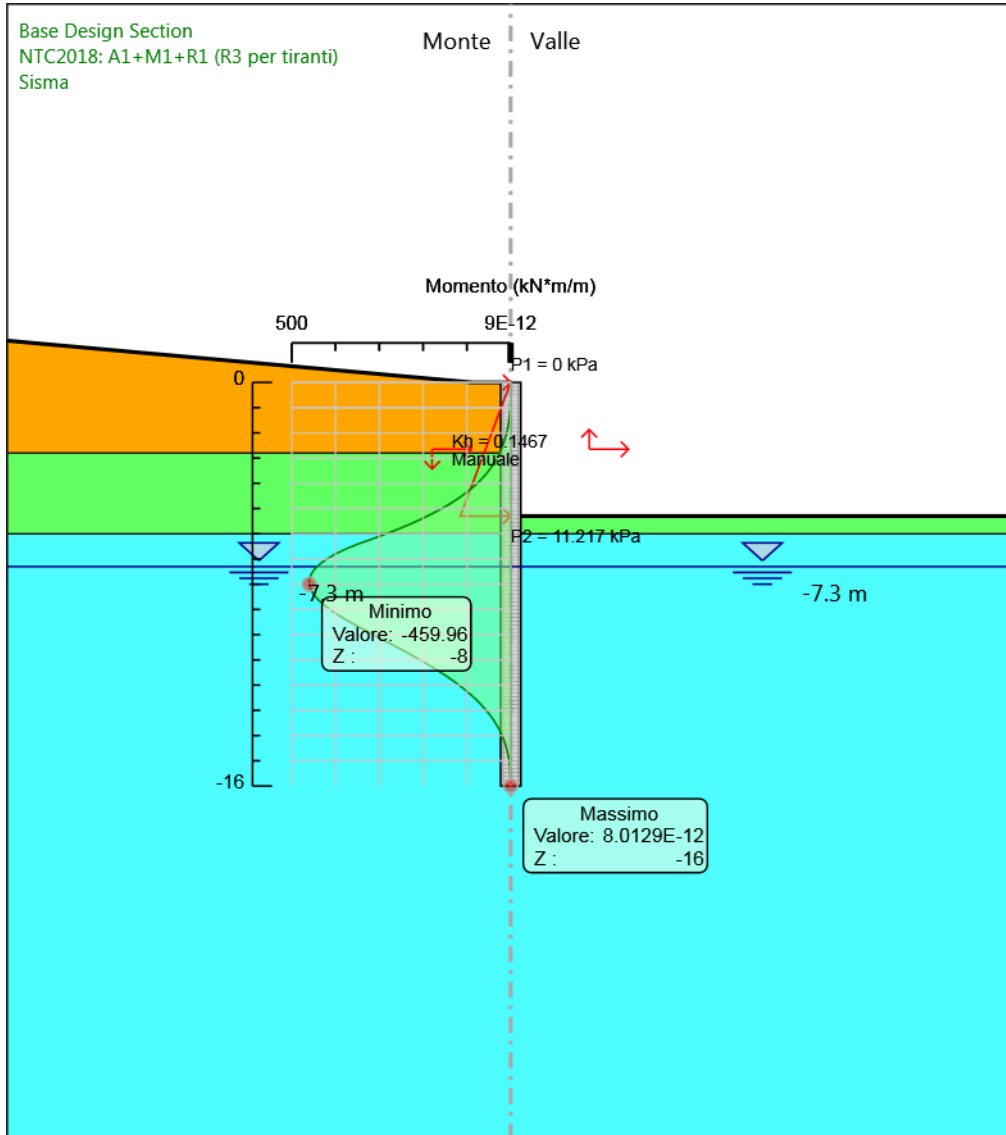 Base Design Section
NTC2018: A1+M1+R1 (R3 per tiranti)
Sisma
Monte Valle
Momento (kN*m/m)
500 9E-12
P1 = 0 kPa
0
Kh = 0.1467
Manuale
P2 = 11.217 kPa
-7.3 m -7.3 m
Minimo
Valore: -459.96
Z : -8
-16
Massimo
Valore: 8.0129E-12
Z : -16